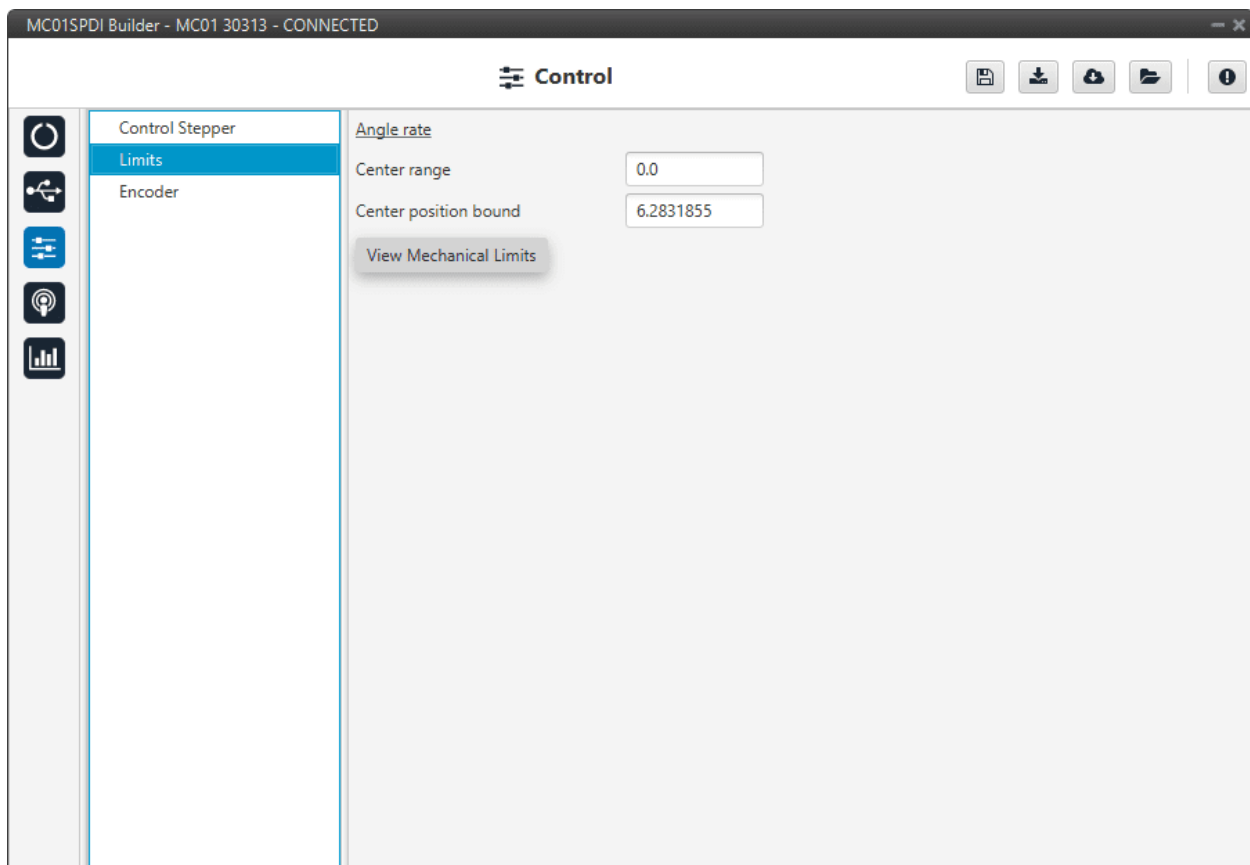 MC01SPDI Builder - MC01 30313 - CONNECTED
Control
Control Stepper
Limits
Encoder
Angle rate
Center range 0.0
Center position bound 6.2831855
View Mechanical Limits